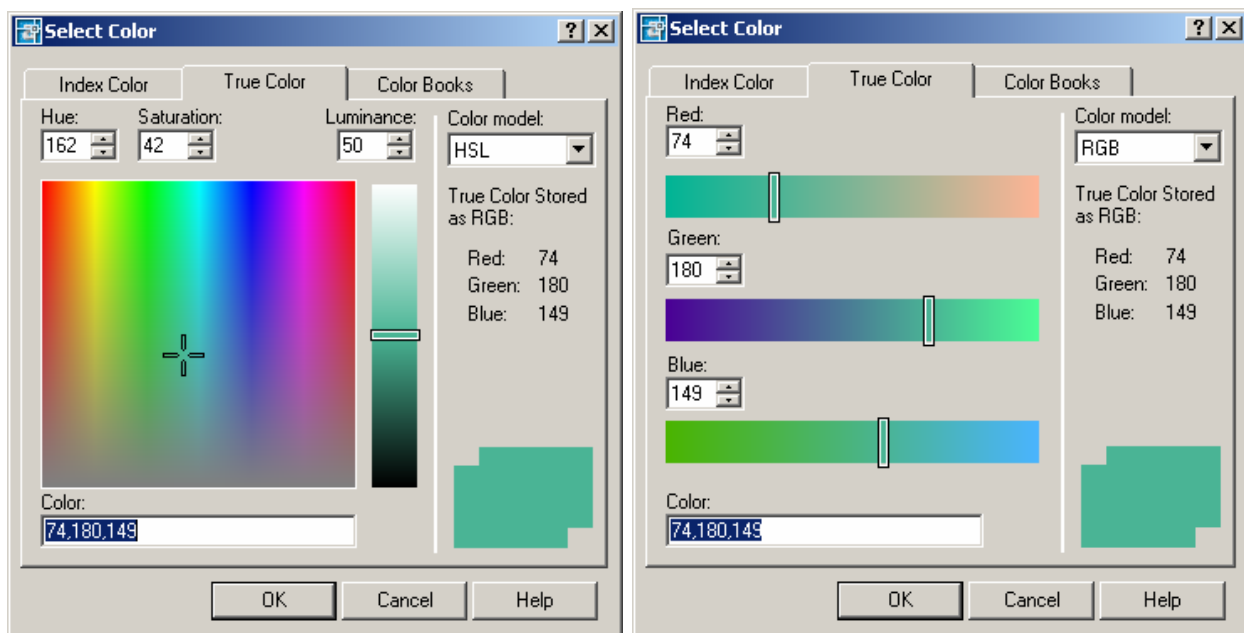 Select Color
Index Color True Color Color Books
Hue: Saturation: Luminance: Color model:
162 42 50 HSL
True Color Stored
as RGB:
Red: 74
Green: 180
Blue: 149
Color:
74,180,149
OK Cancel Help
Select Color
Index Color True Color Color Books
Red: Color model:
74 RGB
True Color Stored
as RGB:
Green:
Red: 74
180 Green: 180
Blue: 149
Blue:
149
Color:
74,180,149
OK Cancel Help